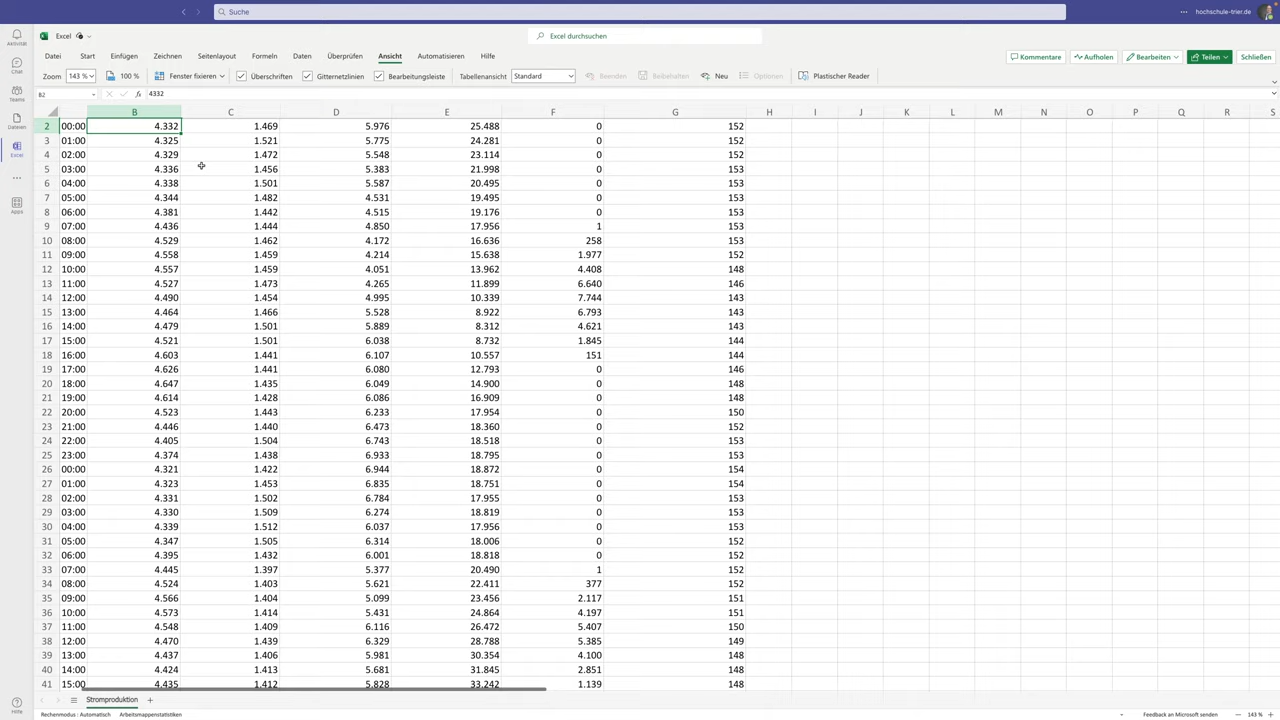 Suche
hochschule-trier.de
Aktivität
Chat
Teams
Dateien
Excel
Apps
Hilfe
Excel
Excel durchsuchen
Datei Start Einfügen Zeichnen Seitenlayout Formeln Daten Überprüfen Ansicht Automatisieren Hilfe
Kommentare Aufholen Bearbeiten Teilen Schließen
Zoom 143 % 100 % Fenster fixieren Überschriften Gitternetzlinien Bearbeitungsleiste Tabellenansicht Standard Beenden Beibehalten Neu Optionen Plastischer Reader
B2 fx 4332
B C D E F G H I J K L M N O P Q R S
2 00:00 4.332 1.469 5.976 25.488 0 152
3 01:00 4.325 1.521 5.775 24.281 0 152
4 02:00 4.329 1.472 5.548 23.114 0 152
5 03:00 4.336 1.456 5.383 21.998 0 153
6 04:00 4.338 1.501 5.587 20.495 0 153
7 05:00 4.344 1.482 4.531 19.495 0 153
8 06:00 4.381 1.442 4.515 19.176 0 153
9 07:00 4.436 1.444 4.850 17.956 1 153
10 08:00 4.529 1.462 4.172 16.636 258 153
11 09:00 4.558 1.459 4.214 15.638 1.977 152
12 10:00 4.557 1.459 4.051 13.962 4.408 148
13 11:00 4.527 1.473 4.265 11.899 6.640 146
14 12:00 4.490 1.454 4.995 10.339 7.744 143
15 13:00 4.464 1.466 5.528 8.922 6.793 143
16 14:00 4.479 1.501 5.889 8.312 4.621 143
17 15:00 4.521 1.501 6.038 8.732 1.845 144
18 16:00 4.603 1.441 6.107 10.557 151 144
19 17:00 4.626 1.441 6.080 12.793 0 146
20 18:00 4.647 1.435 6.049 14.900 0 148
21 19:00 4.614 1.428 6.086 16.909 0 148
22 20:00 4.523 1.443 6.233 17.954 0 150
23 21:00 4.446 1.440 6.473 18.360 0 152
24 22:00 4.405 1.504 6.743 18.518 0 153
25 23:00 4.374 1.438 6.933 18.795 0 153
26 00:00 4.321 1.422 6.944 18.872 0 154
27 01:00 4.323 1.453 6.835 18.751 0 154
28 02:00 4.331 1.502 6.784 17.955 0 153
29 03:00 4.330 1.509 6.274 18.819 0 153
30 04:00 4.339 1.512 6.037 17.956 0 153
31 05:00 4.347 1.505 6.314 18.006 0 152
32 06:00 4.395 1.432 6.001 18.818 0 152
33 07:00 4.445 1.397 5.377 20.490 1 152
34 08:00 4.524 1.403 5.621 22.411 377 152
35 09:00 4.566 1.404 5.099 23.456 2.117 151
36 10:00 4.573 1.414 5.431 24.864 4.197 151
37 11:00 4.548 1.409 6.116 26.472 5.407 150
38 12:00 4.470 1.439 6.329 28.788 5.385 149
39 13:00 4.437 1.406 5.981 30.354 4.100 148
40 14:00 4.424 1.413 5.681 31.845 2.851 148
41 15:00 4.435 1.412 5.828 33.242 1.139 148
Stromproduktion
Rechenmodus : Automatisch Arbeitsmappenstatistiken Feedback an Microsoft senden 143 %